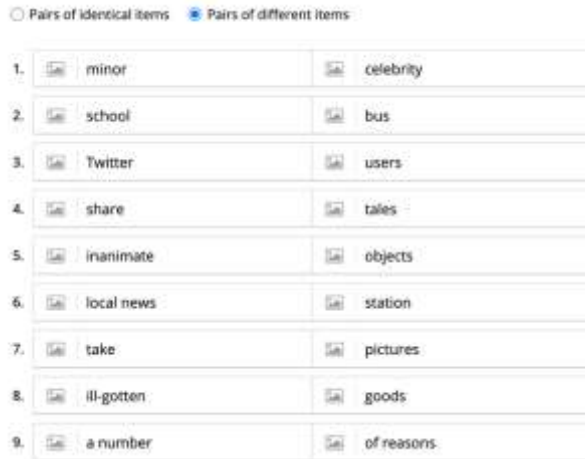 Pairs of identical items Pairs of different items
1. minor celebrity
2. school bus
3. Twitter users
4. share tales
5. inanimate objects
6. local news station
7. take pictures
8. ill-gotten goods
9. a number of reasons